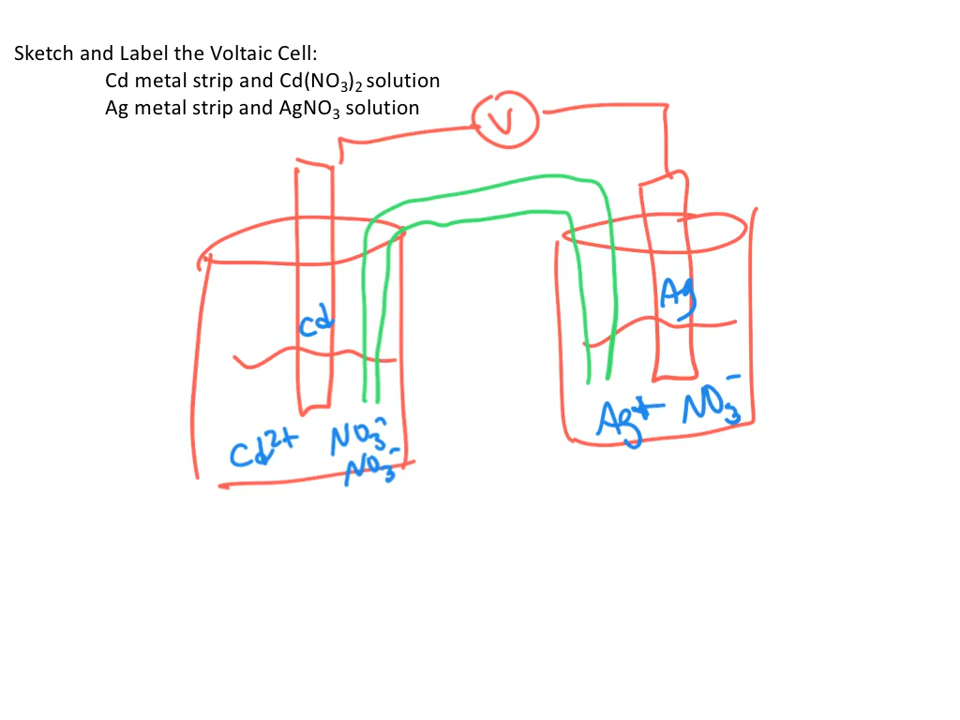 Sketch and Label the Voltaic Cell:
Cd metal strip and Cd(NO₃)₂ solution
Ag metal strip and AgNO₃ solution
V
Cd
Ag
Cd²⁺ NO₃⁻
NO₃⁻
Ag⁺ NO₃⁻